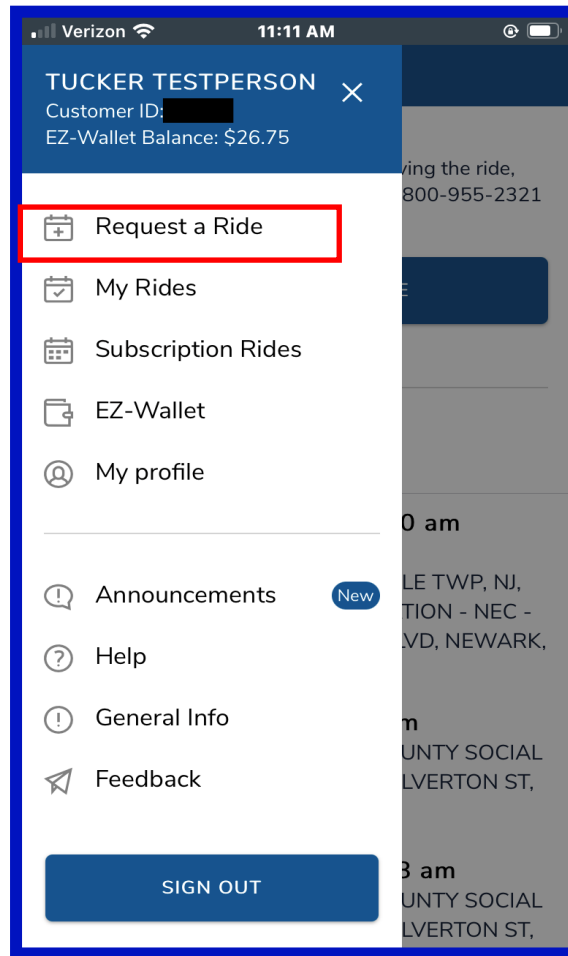 Verizon 11:11 AM
TUCKER TESTPERSON
Customer ID:
EZ-Wallet Balance: $26.75
Request a Ride
My Rides
Subscription Rides
EZ-Wallet
My profile
Announcements New
Help
General Info
Feedback
SIGN OUT
the ride,
800-955-2321
E
0 am
LE TWP, NJ,
TION - NEC -
LVD, NEWARK,
m
UNTY SOCIAL
LVERTON ST,
3 am
UNTY SOCIAL
LVERTON ST,